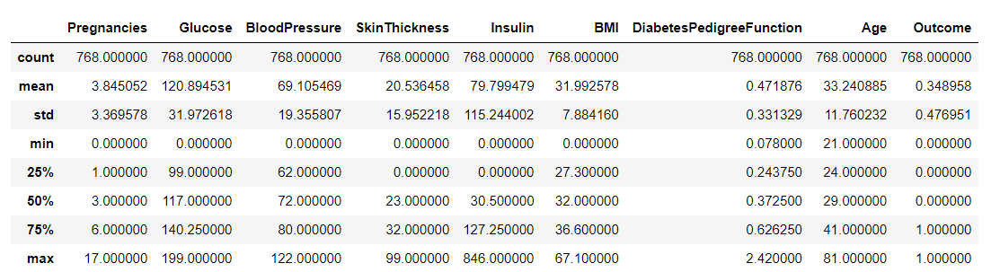 Pregnancies Glucose BloodPressure SkinThickness Insulin BMI DiabetesPedigreeFunction Age Outcome
count 768.000000 768.000000 768.000000 768.000000 768.000000 768.000000 768.000000 768.000000 768.000000
mean 3.845052 120.894531 69.105469 20.536458 79.799479 31.992578 0.471876 33.240885 0.348958
std 3.369578 31.972618 19.355807 15.952218 115.244002 7.884160 0.331329 11.760232 0.476951
min 0.000000 0.000000 0.000000 0.000000 0.000000 0.000000 0.078000 21.000000 0.000000
25% 1.000000 99.000000 62.000000 0.000000 0.000000 27.300000 0.243750 24.000000 0.000000
50% 3.000000 117.000000 72.000000 23.000000 30.500000 32.000000 0.372500 29.000000 0.000000
75% 6.000000 140.250000 80.000000 32.000000 127.250000 36.600000 0.626250 41.000000 1.000000
max 17.000000 199.000000 122.000000 99.000000 846.000000 67.100000 2.420000 81.000000 1.000000